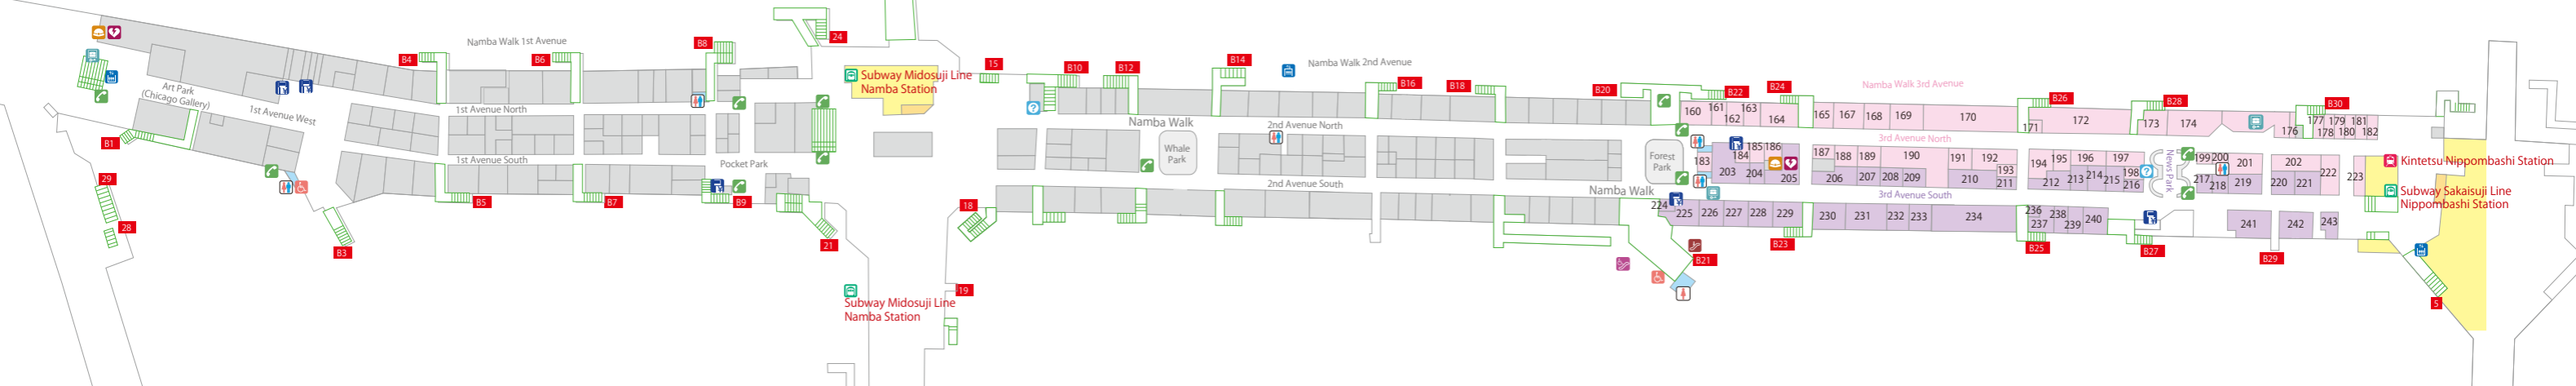 Namba Walk 1st Avenue
B4
B6
B8
24
Art Park
(Chicago Gallery)
1st Avenue West
1st Avenue North
1st Avenue South
Pocket Park
B1
29
28
B3
B5
B7
B9
21
Subway Midosuji Line
Namba Station
15
B10
B12
B14
Namba Walk 2nd Avenue
B16
B18
B20
Namba Walk
2nd Avenue North
Whale
Park
2nd Avenue South
18
19
Subway Midosuji Line
Namba Station
Forest
Park
Namba Walk
B22
B24
Namba Walk 3rd Avenue
B26
B28
B30
160
161
162
163
164
165
167
168
169
170
171
172
173
174
176
177
178
179
180
181
182
3rd Avenue North
183
184
185
186
187
188
189
190
191
192
193
194
195
196
197
198
199
200
201
202
222
223
203
204
205
206
207
208
209
210
211
212
213
214
215
216
217
218
219
220
221
News Park
3rd Avenue South
224
225
226
227
228
229
230
231
232
233
234
236
237
238
239
240
241
242
243
B21
B23
B25
B27
B29
Kintetsu Nippombashi Station
Subway Sakaisuji Line
Nippombashi Station
5